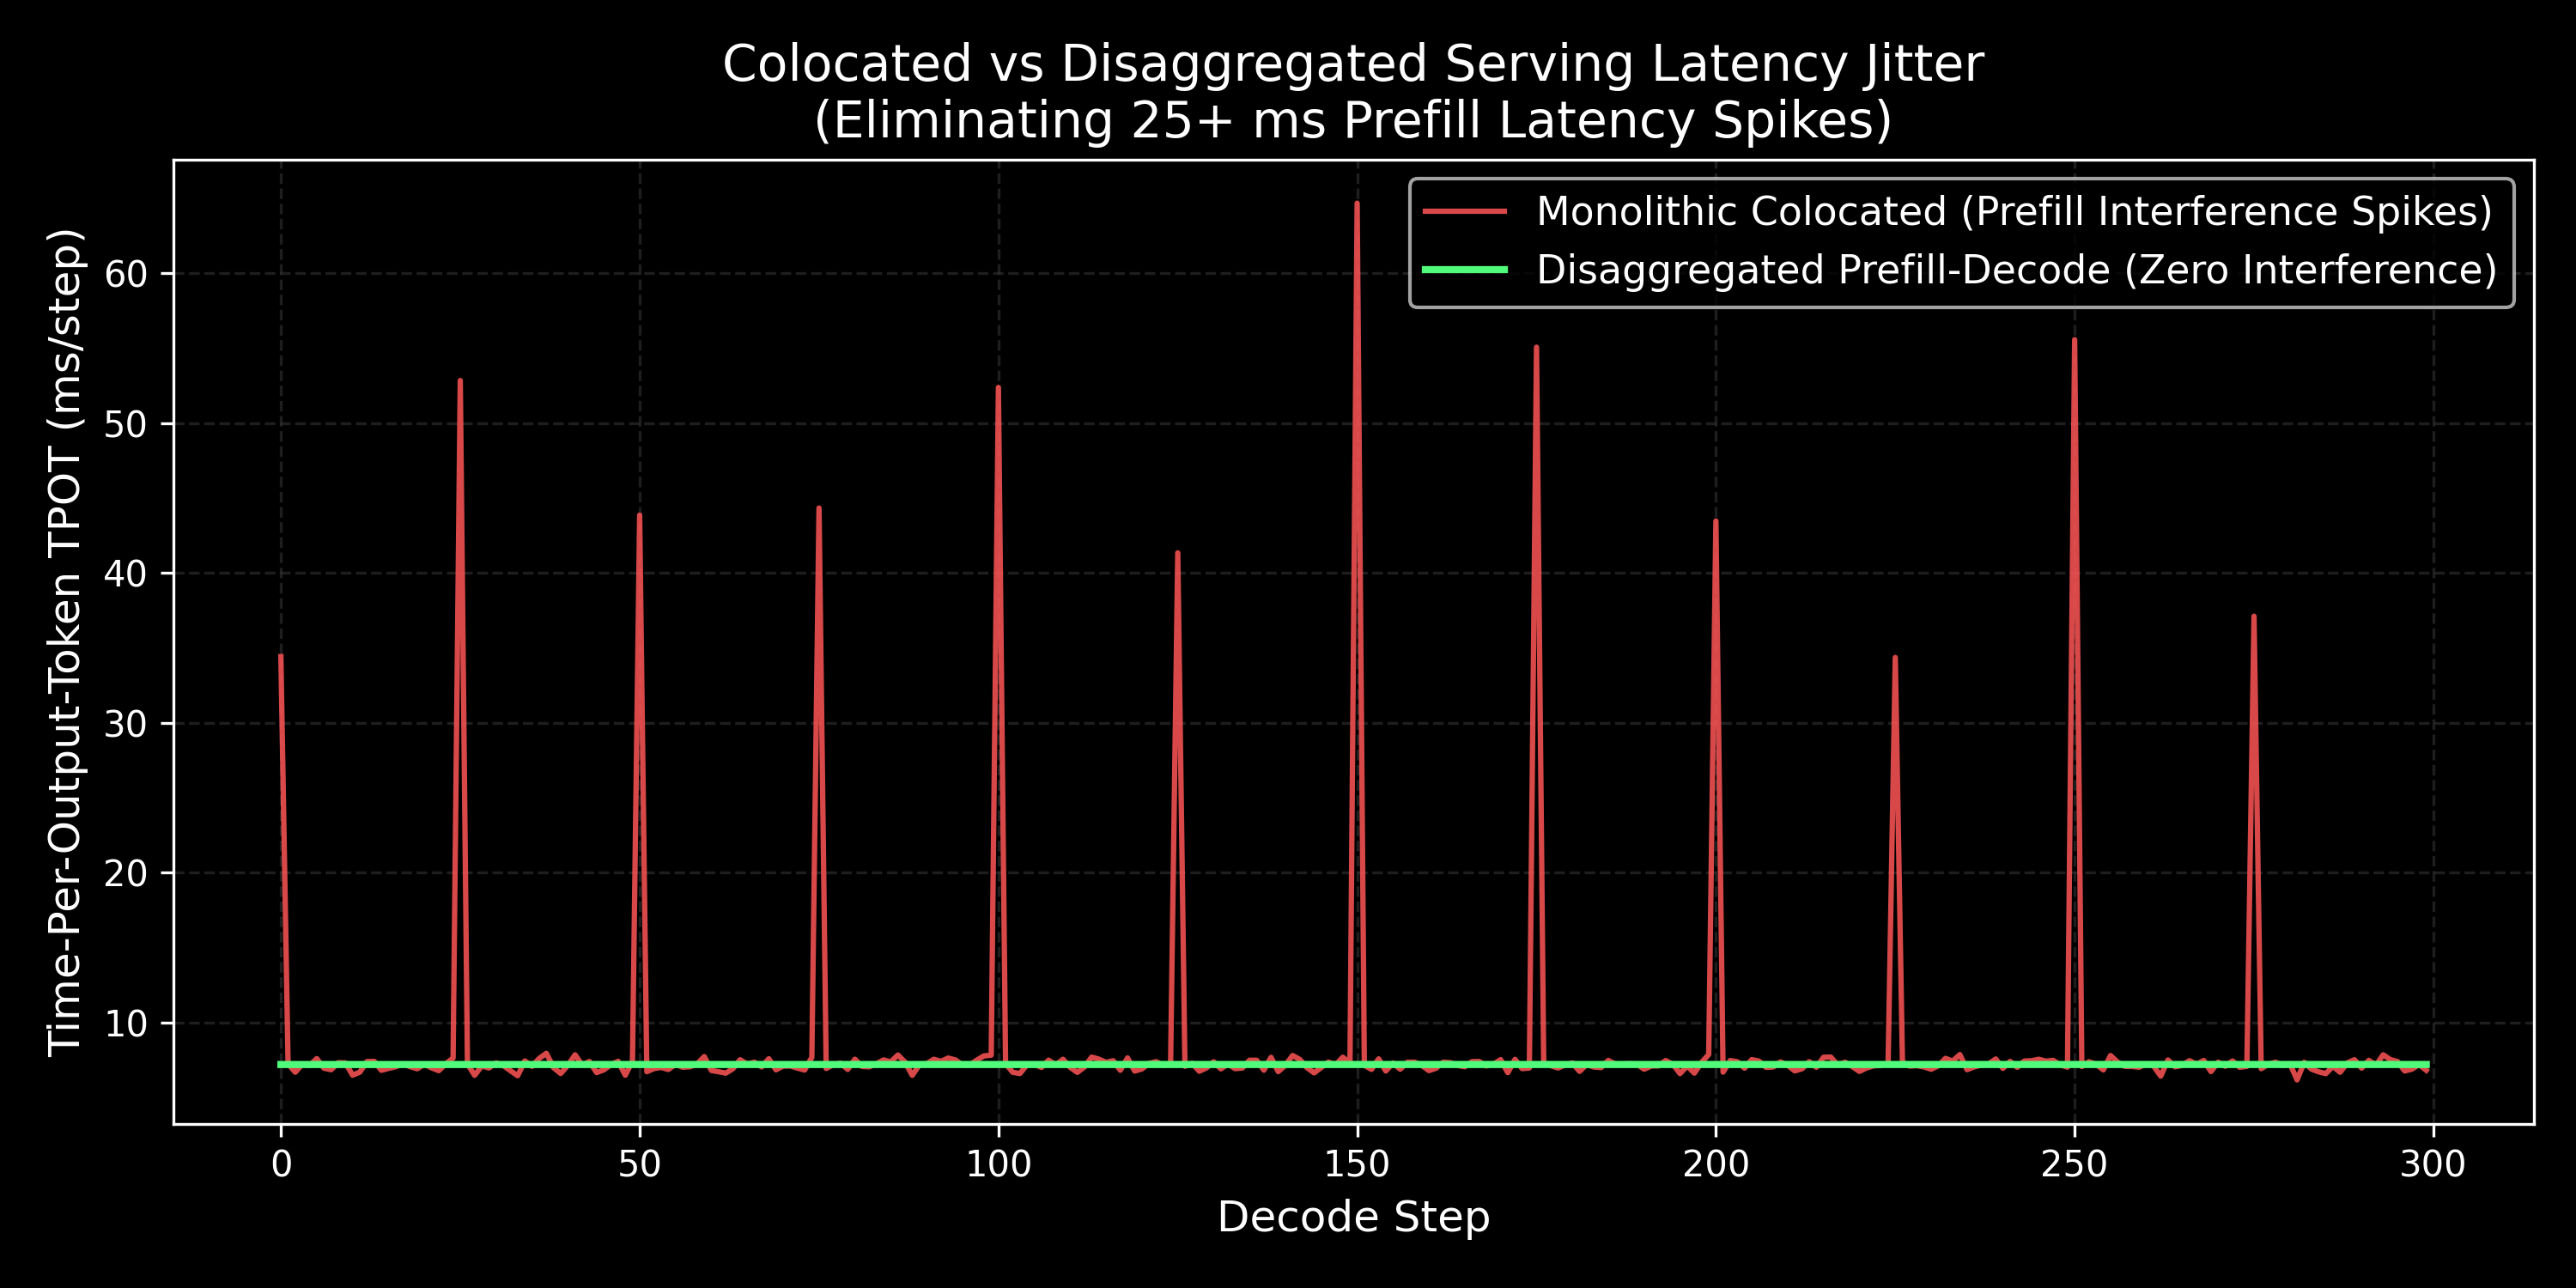 Colocated vs Disaggregated Serving Latency Jitter
(Eliminating 25+ ms Prefill Latency Spikes)
Monolithic Colocated (Prefill Interference Spikes)
Disaggregated Prefill-Decode (Zero Interference)
Time-Per-Output-Token TPOT (ms/step)
60
50
40
30
20
10
0 50 100 150 200 250 300
Decode Step